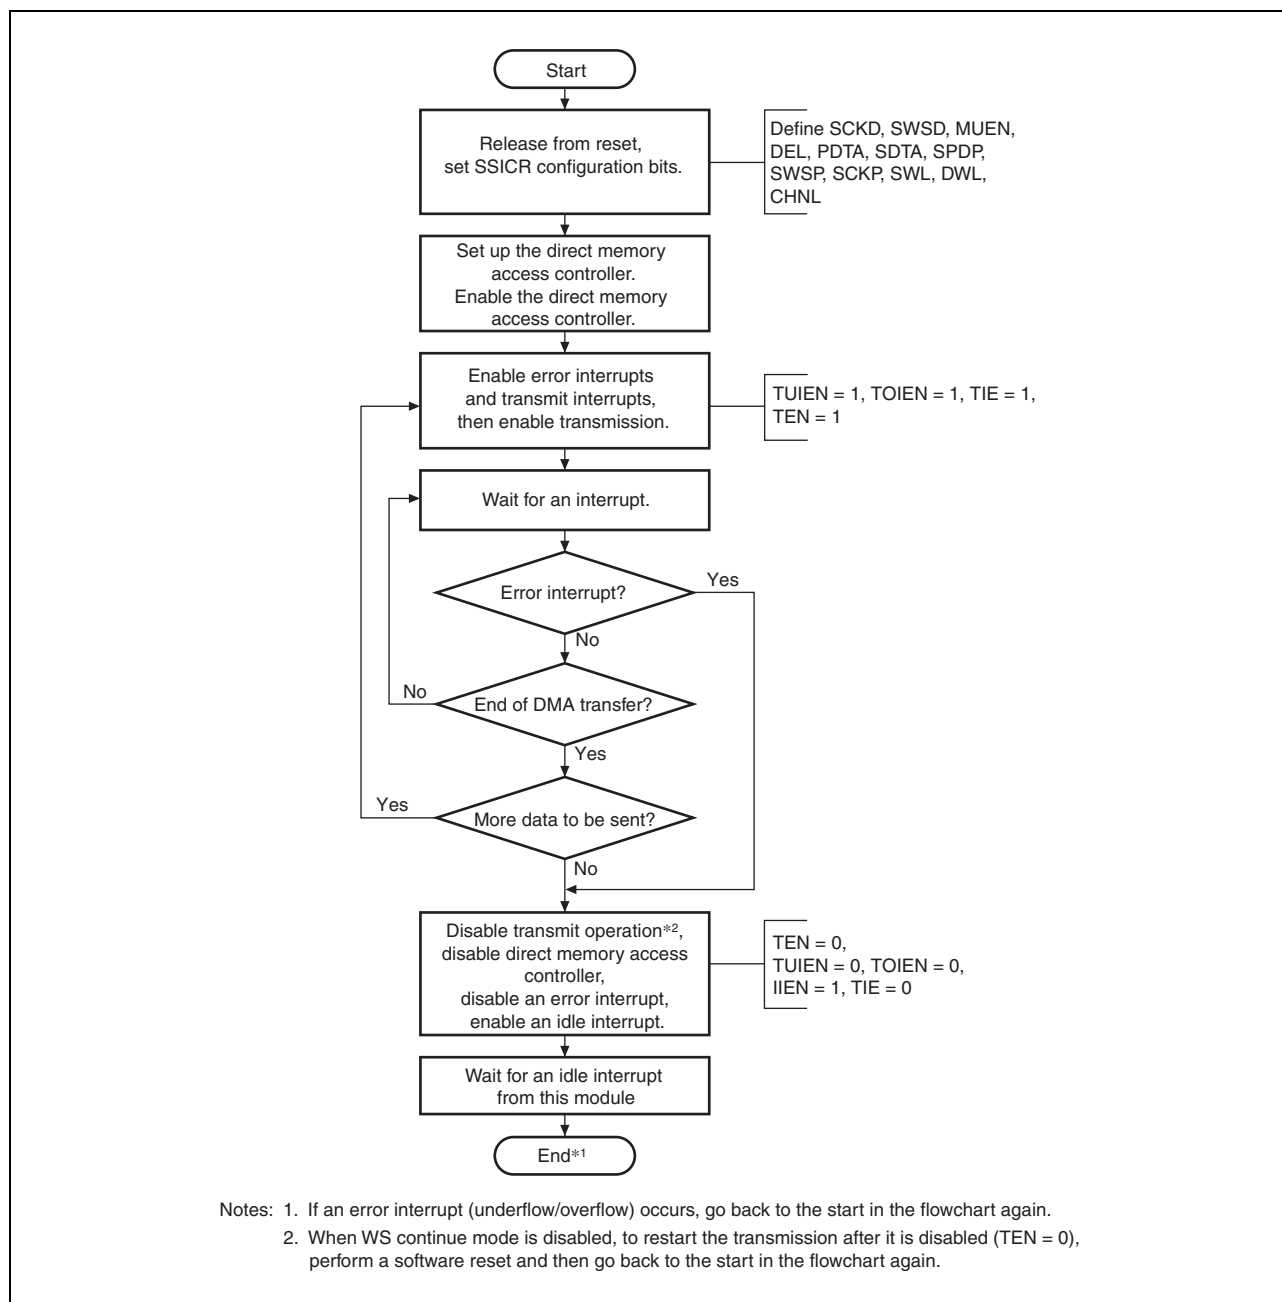 Start
Release from reset,
set SSICR configuration bits.
Define SCKD, SWSD, MUEN,
DEL, PDTA, SDTA, SPDP,
SWSP, SCKP, SWL, DWL,
CHNL
Set up the direct memory
access controller.
Enable the direct memory
access controller.
Enable error interrupts
and transmit interrupts,
then enable transmission.
TUIEN = 1, TOIEN = 1, TIE = 1,
TEN = 1
Wait for an interrupt.
Error interrupt?
Yes
No
End of DMA transfer?
No
Yes
More data to be sent?
Yes
No
Disable transmit operation*2,
disable direct memory access
controller,
disable an error interrupt,
enable an idle interrupt.
TEN = 0,
TUIEN = 0, TOIEN = 0,
IIEN = 1, TIE = 0
Wait for an idle interrupt
from this module
End*1
Notes: 1. If an error interrupt (underflow/overflow) occurs, go back to the start in the flowchart again.
2. When WS continue mode is disabled, to restart the transmission after it is disabled (TEN = 0),
perform a software reset and then go back to the start in the flowchart again.